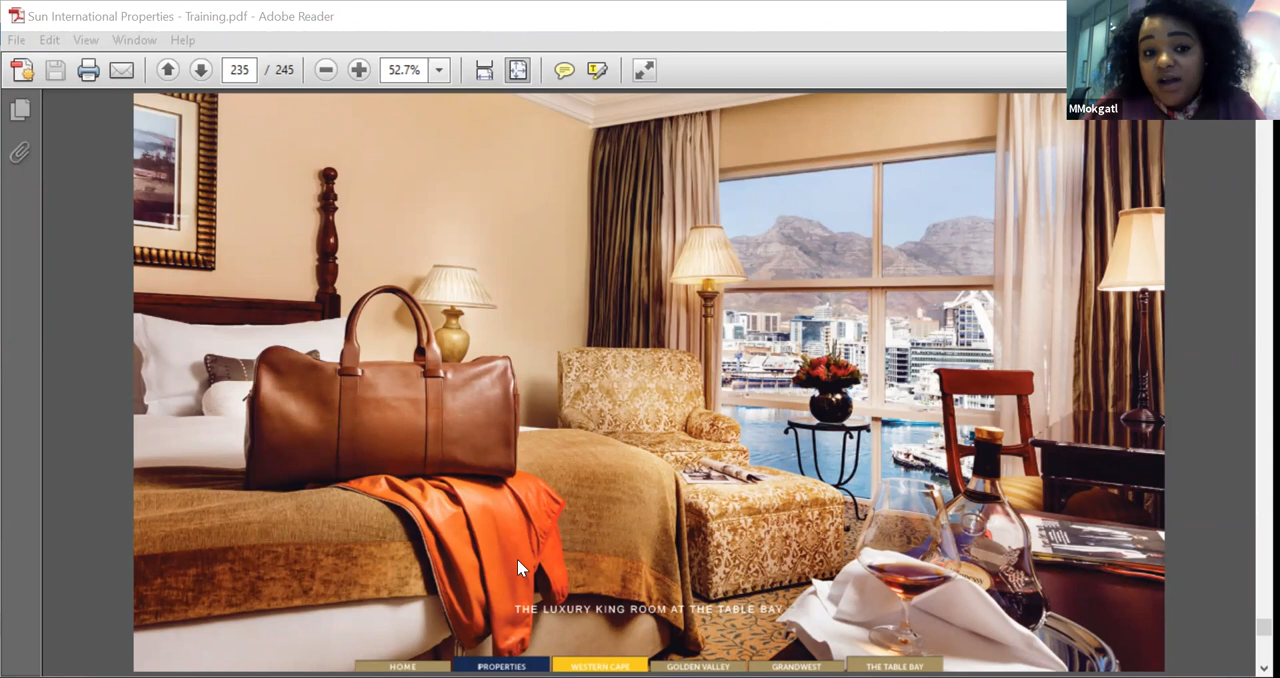 Sun International Properties - Training.pdf - Adobe Reader
File Edit View Window Help
235 / 245 52.7%
MMokgatl
THE LUXURY KING ROOM AT THE TABLE BAY
HOME PROPERTIES WESTERN CAPE GOLDEN VALLEY GRANDWEST THE TABLE BAY